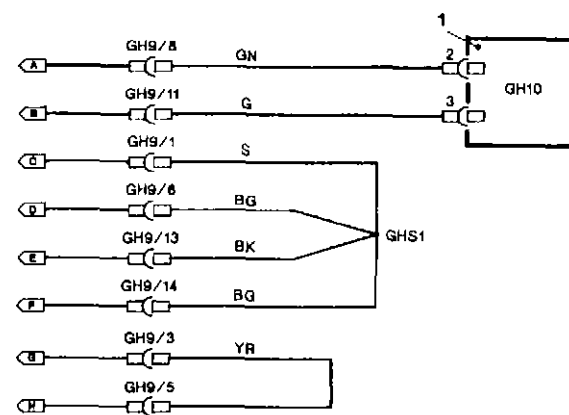 1
GH9/8 GN 2
A
GH10
GH9/11 G 3
B
GH9/1 S
C
GH9/6 BG
D
GHS1
GH9/13 BK
E
GH9/14 BG
F
GH9/3 YR
G
GH9/5
H